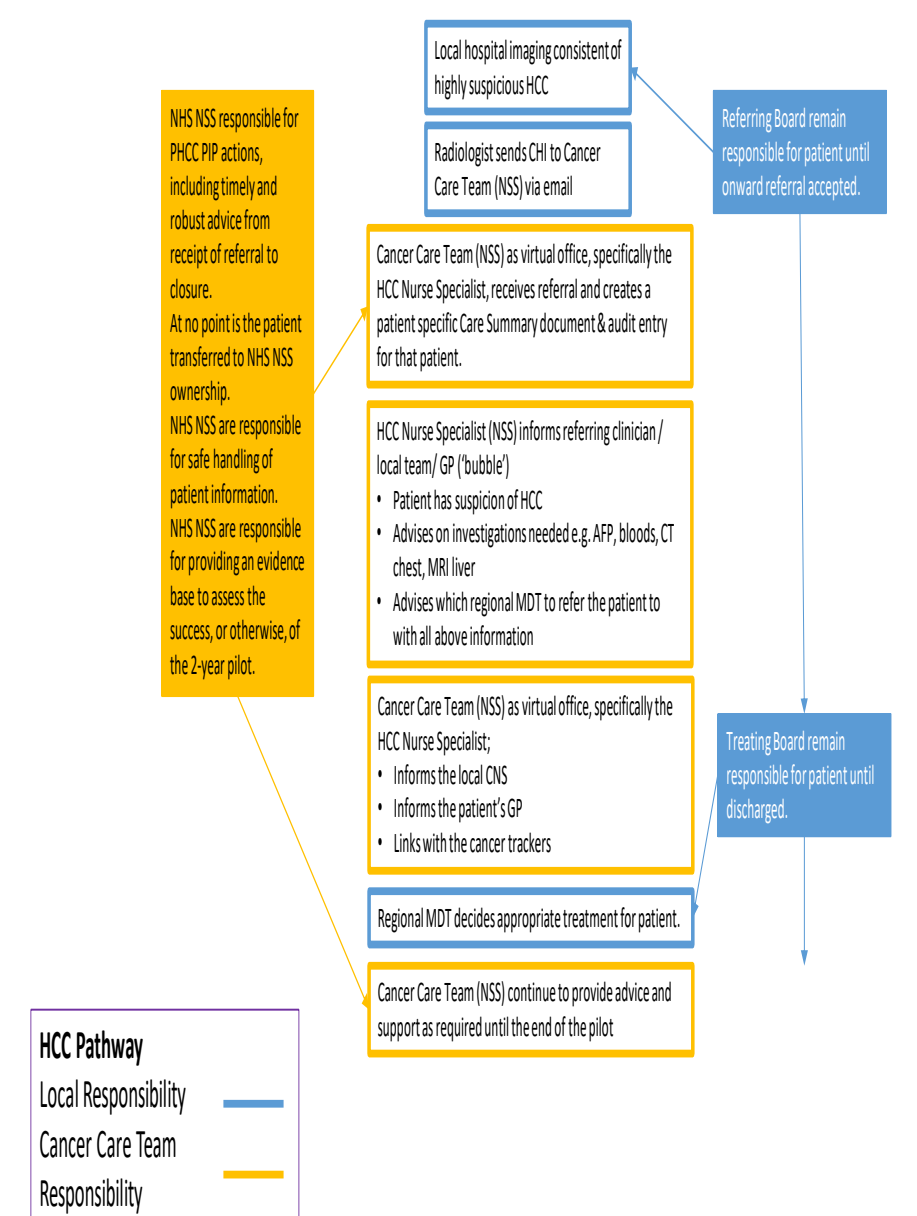 Local hospital imaging consistent of
highly suspicious HCC
NHS NSS responsible for
PHCC PIP actions,
including timely and
robust advice from
receipt of referral to
closure.
At no point is the patient
transferred to NHS NSS
ownership.
NHS NSS are responsible
for safe handling of
patient information.
NHS NSS are responsible
for providing an evidence
base to assess the
success, or otherwise, of
the 2-year pilot.
Referring Board remain
responsible for patient until
onward referral accepted.
Radiologist sends CHI to Cancer
Care Team (NSS) via email
Cancer Care Team (NSS) as virtual office, specifically the
HCC Nurse Specialist, receives referral and creates a
patient specific Care Summary document & audit entry
for that patient.
HCC Nurse Specialist (NSS) informs referring clinician /
local team/ GP (‘bubble’)
• Patient has suspicion of HCC
• Advises on investigations needed e.g. AFP, bloods, CT
chest, MRI liver
• Advises which regional MDT to refer the patient to
with all above information
Cancer Care Team (NSS) as virtual office, specifically the
HCC Nurse Specialist;
• Informs the local CNS
• Informs the patient’s GP
• Links with the cancer trackers
Treating Board remain
responsible for patient until
discharged.
Regional MDT decides appropriate treatment for patient.
Cancer Care Team (NSS) continue to provide advice and
support as required until the end of the pilot
HCC Pathway
Local Responsibility
Cancer Care Team
Responsibility